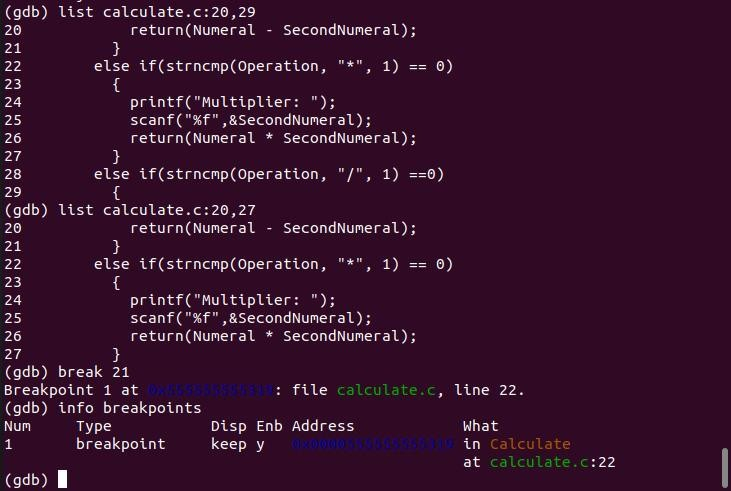 (gdb) list calculate.c:20,29
20            return(Numeral - SecondNumeral);
21          }
22        else if(strncmp(Operation, "*", 1) == 0)
23          {
24            printf("Multiplier: ");
25            scanf("%f",&SecondNumeral);
26            return(Numeral * SecondNumeral);
27          }
28        else if(strncmp(Operation, "/", 1) ==0)
29          {
(gdb) list calculate.c:20,27
20            return(Numeral - SecondNumeral);
21          }
22        else if(strncmp(Operation, "*", 1) == 0)
23          {
24            printf("Multiplier: ");
25            scanf("%f",&SecondNumeral);
26            return(Numeral * SecondNumeral);
27          }
(gdb) break 21
Breakpoint 1 at 0x555555555319: file calculate.c, line 22.
(gdb) info breakpoints
Num     Type           Disp Enb Address            What
1       breakpoint     keep y   0x0000555555555319 in Calculate
                                                   at calculate.c:22
(gdb)